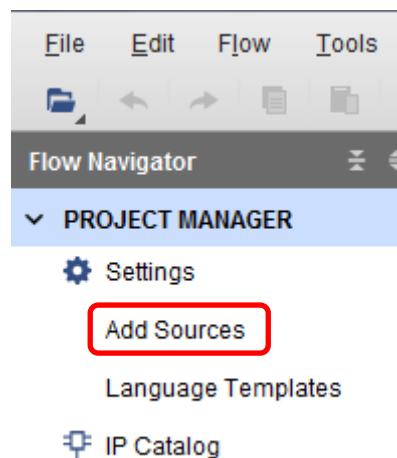 File Edit Flow Tools
Flow Navigator
PROJECT MANAGER
Settings
Add Sources
Language Templates
IP Catalog